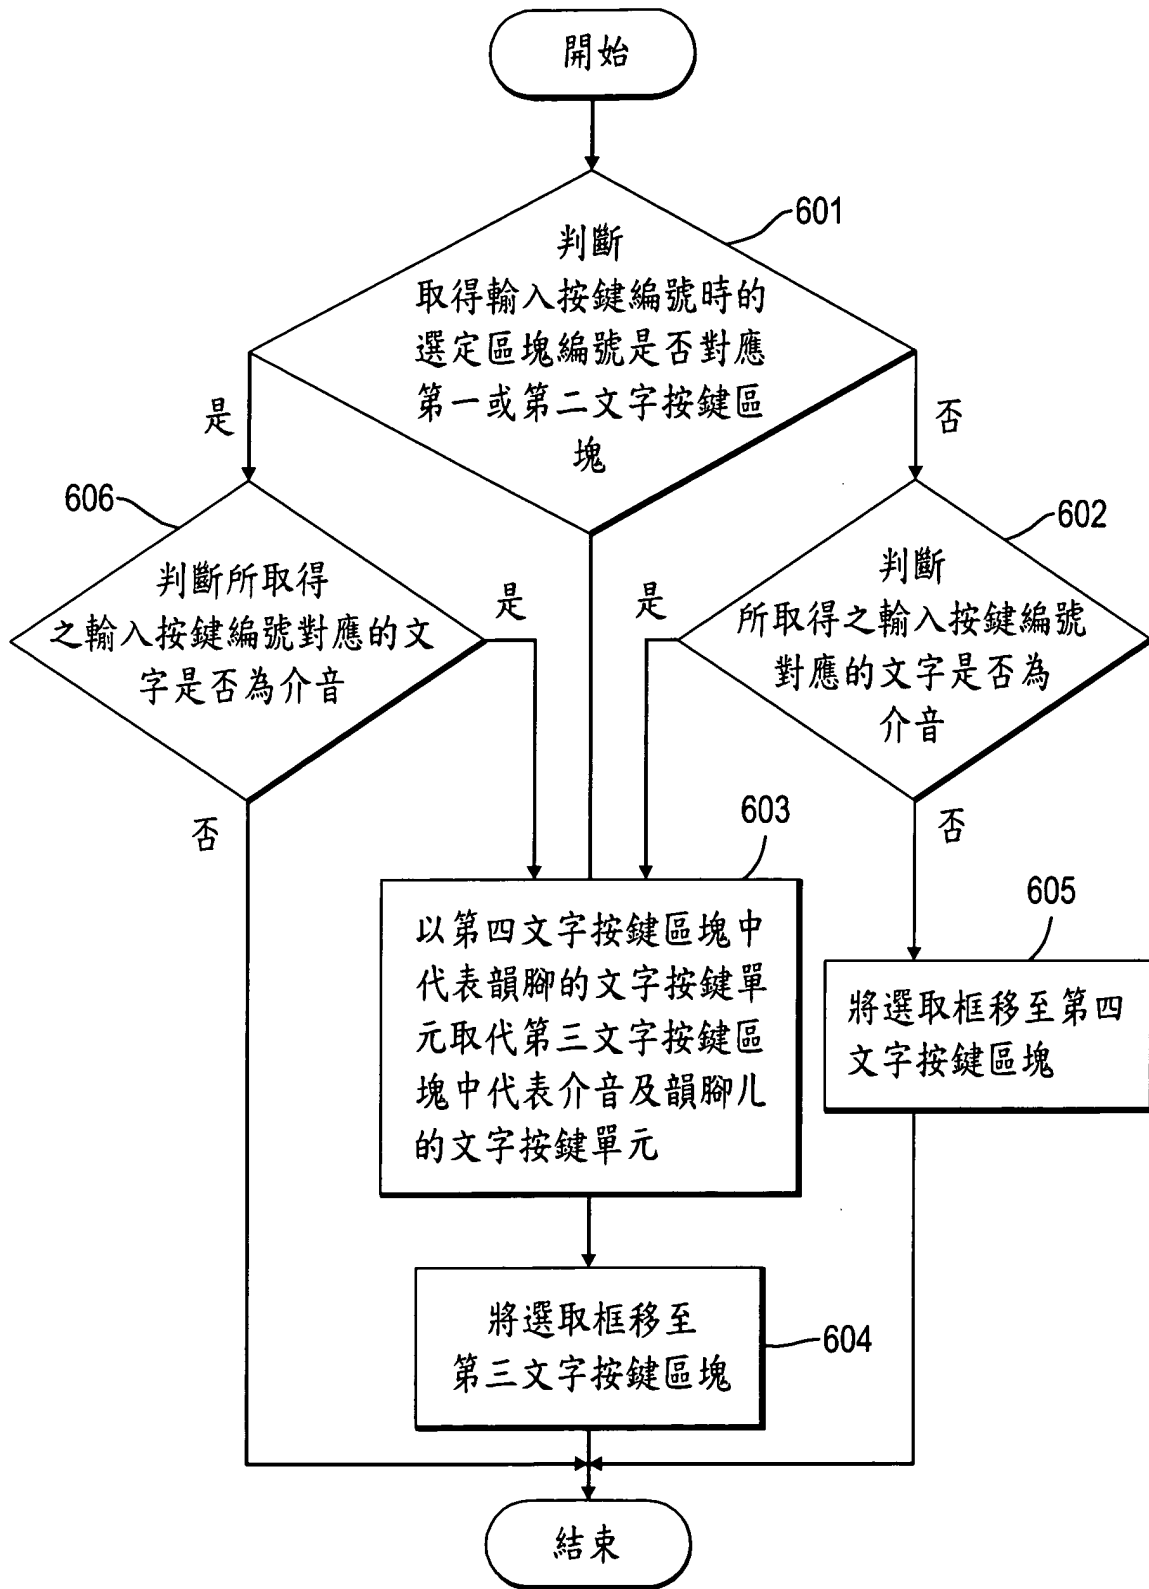 開始
601
判斷
取得輸入按鍵編號時的
選定區塊編號是否對應
第一或第二文字按鍵區
塊
是
否
606
判斷所取得
之輸入按鍵編號對應的文
字是否為介音
是
否
602
判斷
所取得之輸入按鍵編號
對應的文字是否為
介音
是
否
603
以第四文字按鍵區塊中
代表韻腳的文字按鍵單
元取代第三文字按鍵區
塊中代表介音及韻腳ㄦ
的文字按鍵單元
605
將選取框移至第四
文字按鍵區塊
將選取框移至
第三文字按鍵區塊
604
結束